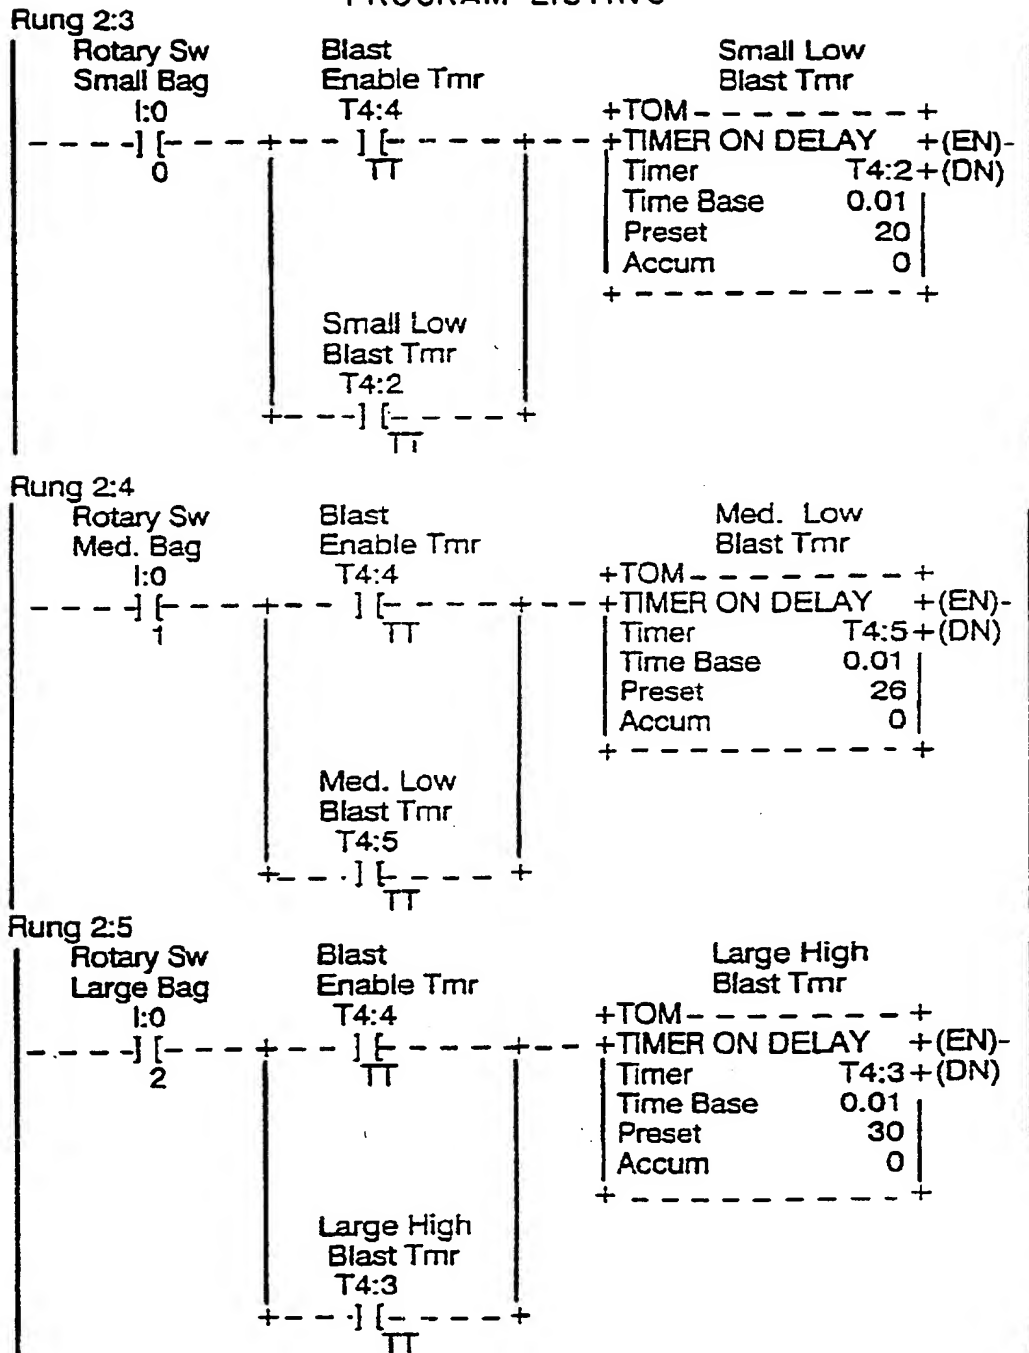 PROGRAM LISTING
Rung 2:3
Rotary Sw
Small Bag
I:0
0
Blast
Enable Tmr
T4:4
TT
Small Low
Blast Tmr
T4:2
TT
Small Low
Blast Tmr
+TOM- - - - - - - - +
+TIMER ON DELAY +(EN)-
Timer T4:2+(DN)
Time Base 0.01
Preset 20
Accum 0
Rung 2:4
Rotary Sw
Med. Bag
I:0
1
Blast
Enable Tmr
T4:4
TT
Med. Low
Blast Tmr
T4:5
TT
Med. Low
Blast Tmr
+TOM- - - - - - - - +
+TIMER ON DELAY +(EN)-
Timer T4:5+(DN)
Time Base 0.01
Preset 26
Accum 0
Rung 2:5
Rotary Sw
Large Bag
I:0
2
Blast
Enable Tmr
T4:4
TT
Large High
Blast Tmr
T4:3
TT
Large High
Blast Tmr
+TOM- - - - - - - - +
+TIMER ON DELAY +(EN)-
Timer T4:3+(DN)
Time Base 0.01
Preset 30
Accum 0